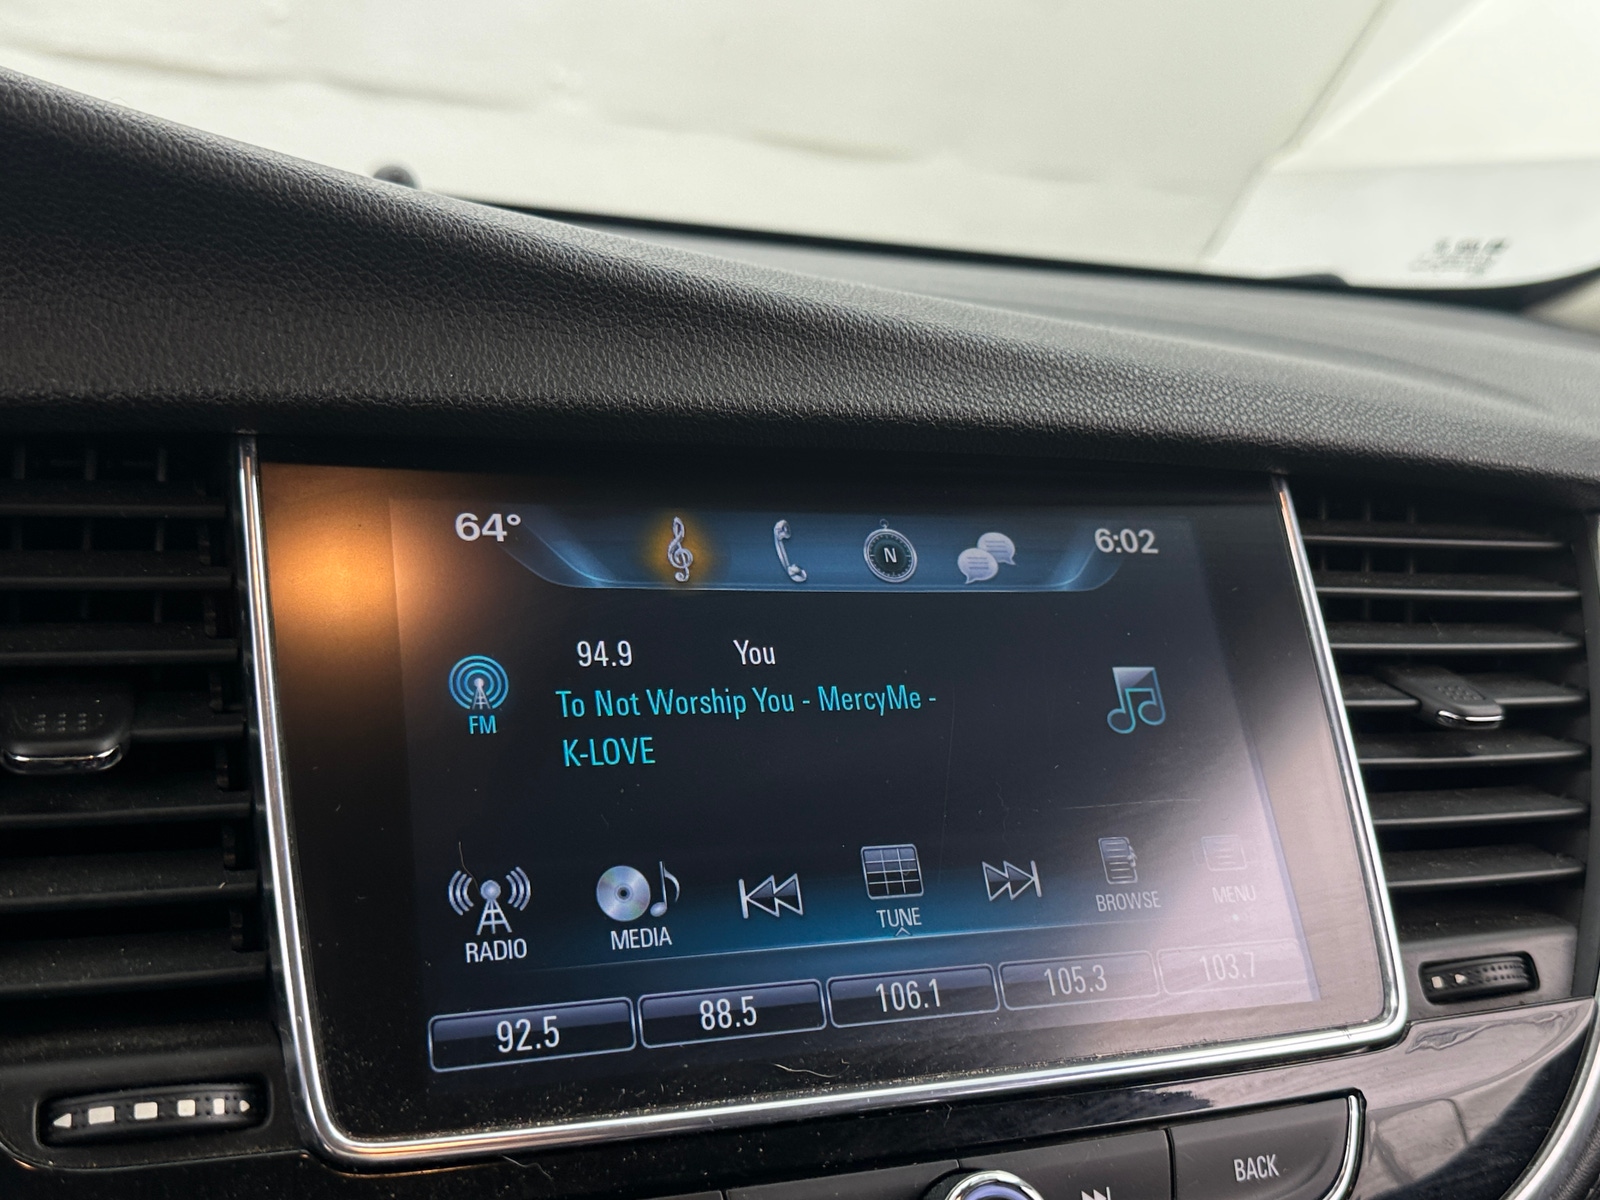 64° 6:02
N
94.9 You
FM
To Not Worship You - MercyMe -
K-LOVE
RADIO MEDIA TUNE BROWSE MENU
92.5 88.5 106.1 105.3 103.7
BACK